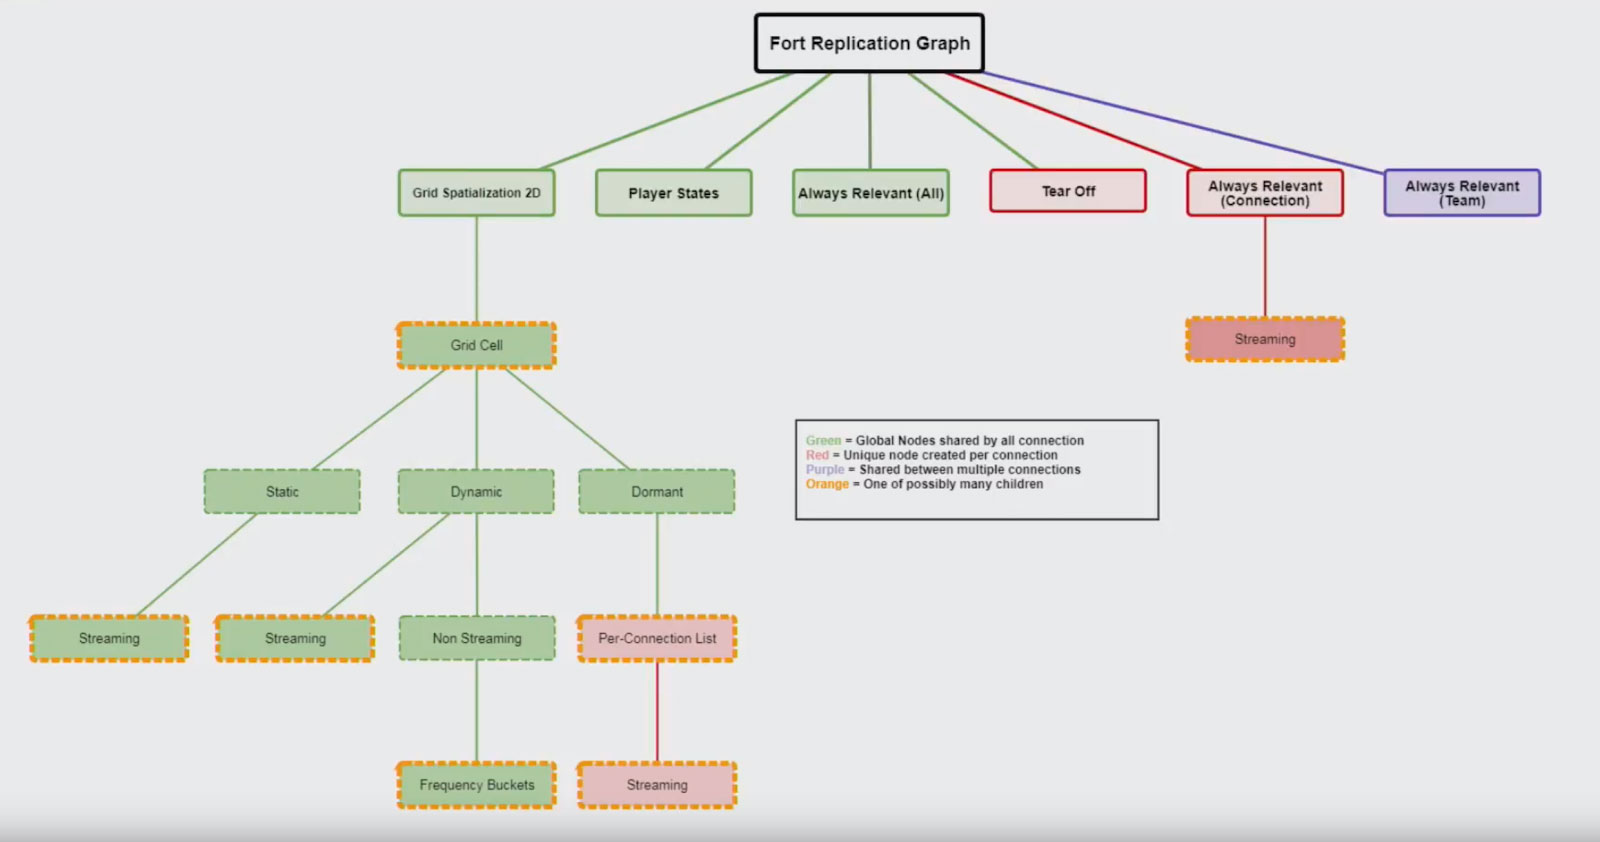 Fort Replication Graph
Grid Spatialization 2D
Player States
Always Relevant (All)
Tear Off
Always Relevant
(Connection)
Always Relevant
(Team)
Grid Cell
Streaming
Green = Global Nodes shared by all connection
Red = Unique node created per connection
Purple = Shared between multiple connections
Orange = One of possibly many children
Static
Dynamic
Dormant
Streaming
Streaming
Non Streaming
Per-Connection List
Frequency Buckets
Streaming